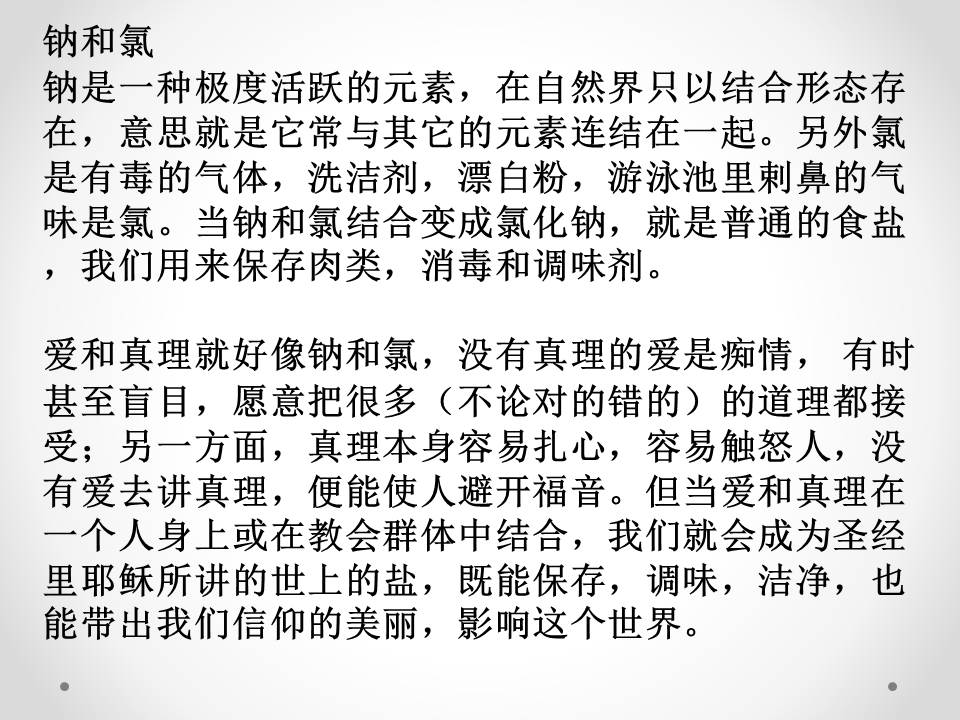 钠和氯
钠是一种极度活跃的元素，在自然界只以结合形态存
在，意思就是它常与其它的元素连结在一起。另外氯
是有毒的气体，洗洁剂，漂白粉，游泳池里剌鼻的气
味是氯。当钠和氯结合变成氯化钠，就是普通的食盐
，我们用来保存肉类，消毒和调味剂。
爱和真理就好像钠和氯，没有真理的爱是痴情， 有时
甚至盲目，愿意把很多（不论对的错的）的道理都接
受；另一方面，真理本身容易扎心，容易触怒人，没
有爱去讲真理，便能使人避开福音。但当爱和真理在
一个人身上或在教会群体中结合，我们就会成为圣经
里耶稣所讲的世上的盐，既能保存，调味，洁净，也
能带出我们信仰的美丽，影响这个世界。